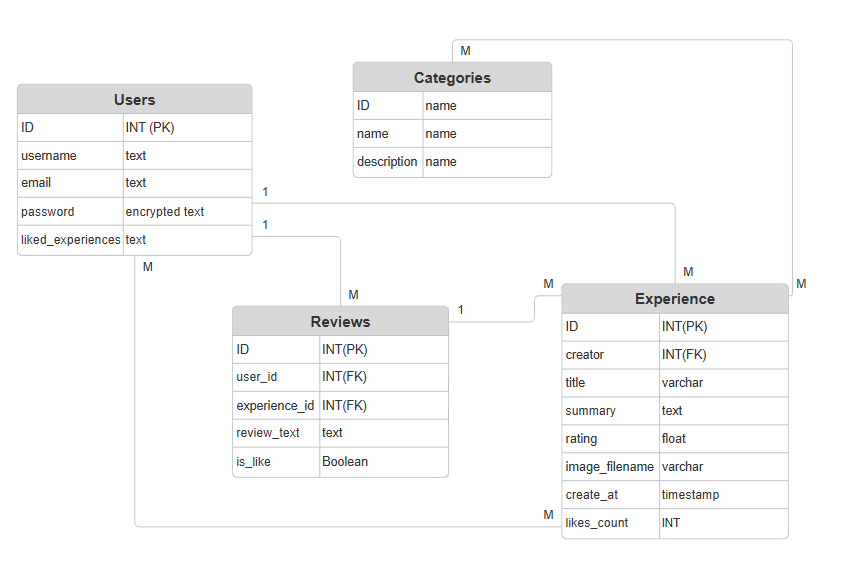 M
Categories
ID name
name name
description name
Users
ID INT (PK)
username text
email text
password encrypted text
liked_experiences text
1
1
M
M
M
M
M
1
Reviews
ID INT(PK)
user_id INT(FK)
experience_id INT(FK)
review_text text
is_like Boolean
Experience
ID INT(PK)
creator INT(FK)
title varchar
summary text
rating float
image_filename varchar
create_at timestamp
likes_count INT
M